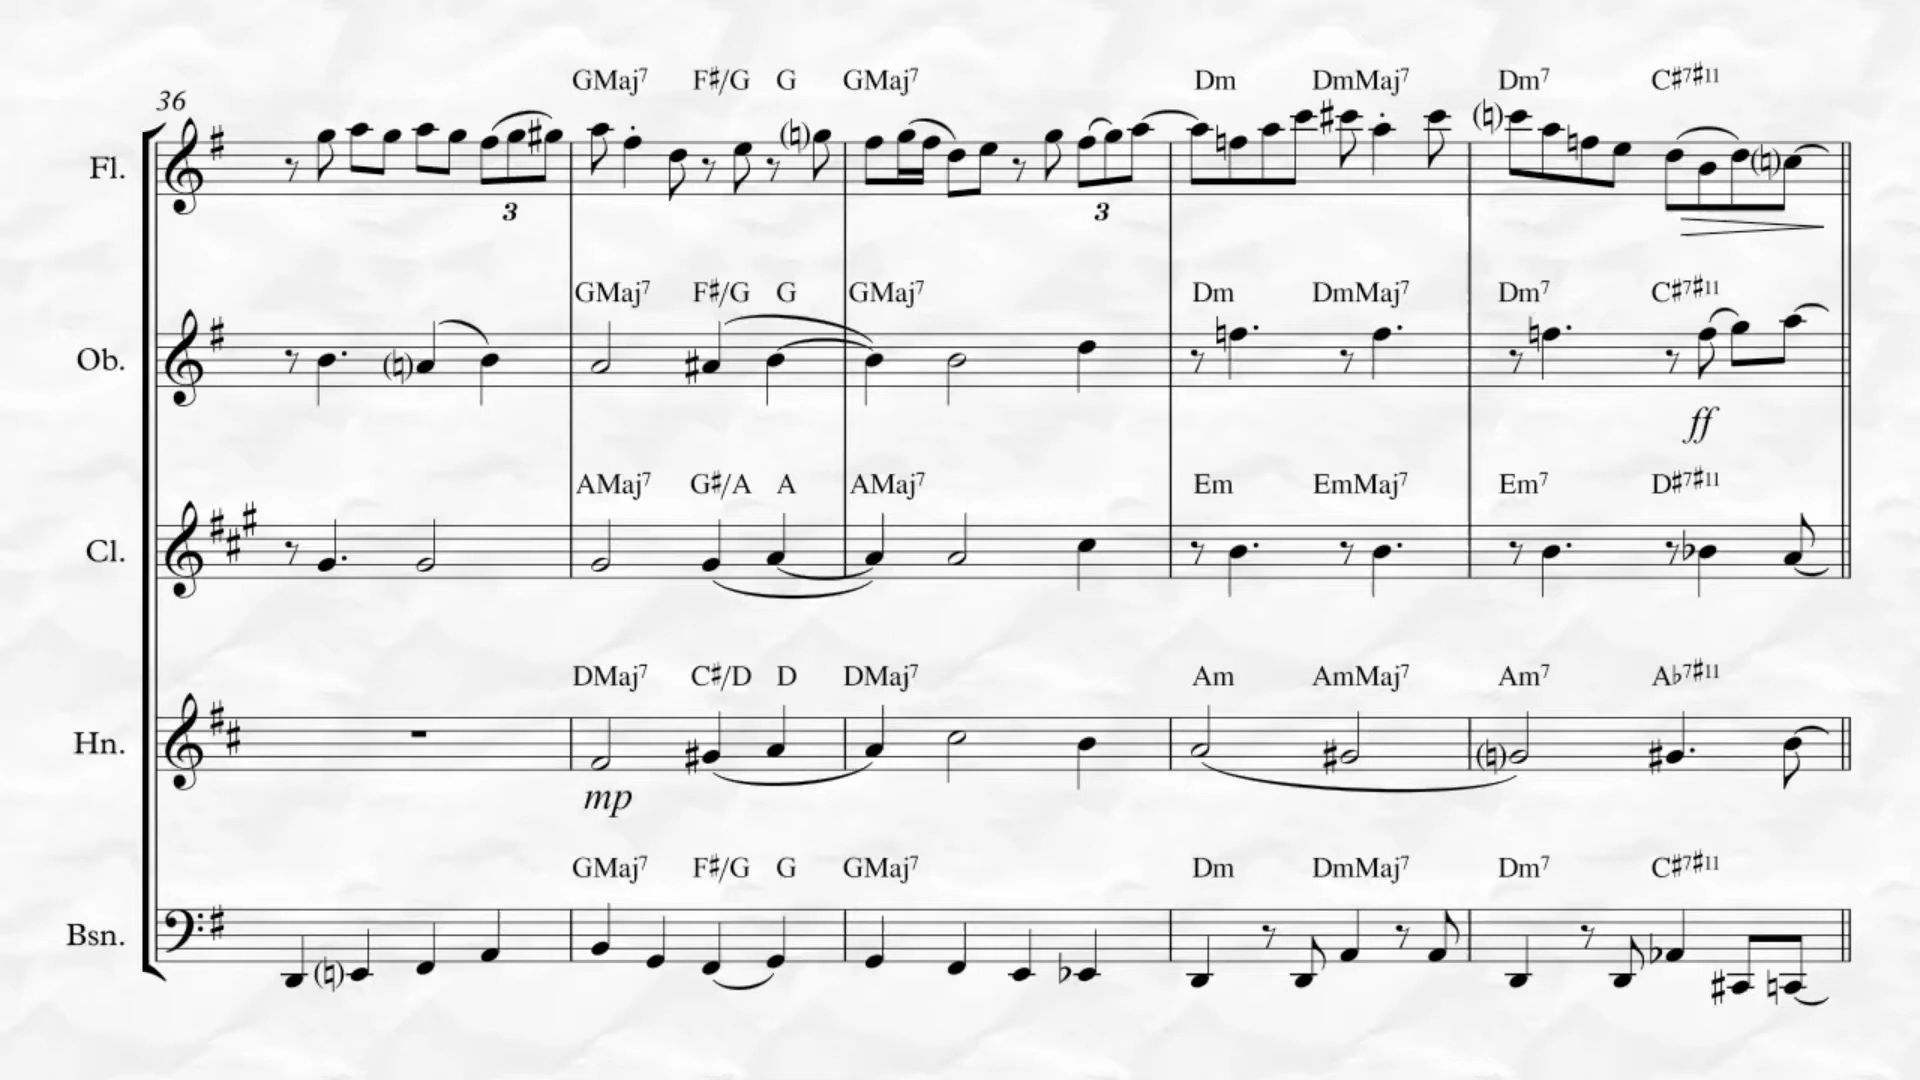 GMaj7 F♯/G G GMaj7 Dm DmMaj7 Dm7 C♯7♯11
36
Fl.
3 3
GMaj7 F♯/G G GMaj7 Dm DmMaj7 Dm7 C♯7♯11
Ob.
ff
AMaj7 G♯/A A AMaj7 Em EmMaj7 Em7 D♯7♯11
Cl.
DMaj7 C♯/D D DMaj7 Am AmMaj7 Am7 A♭7♯11
Hn.
mp
GMaj7 F♯/G G GMaj7 Dm DmMaj7 Dm7 C♯7♯11
Bsn.